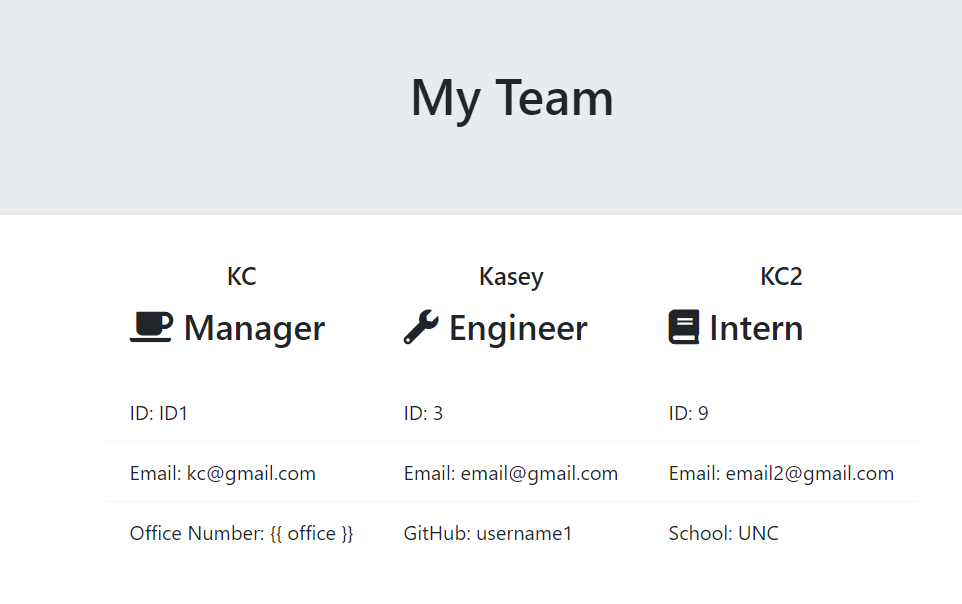 My Team
KC
Manager
ID: ID1
Email: kc@gmail.com
Office Number: {{ office }}
Kasey
Engineer
ID: 3
Email: email@gmail.com
GitHub: username1
KC2
Intern
ID: 9
Email: email2@gmail.com
School: UNC